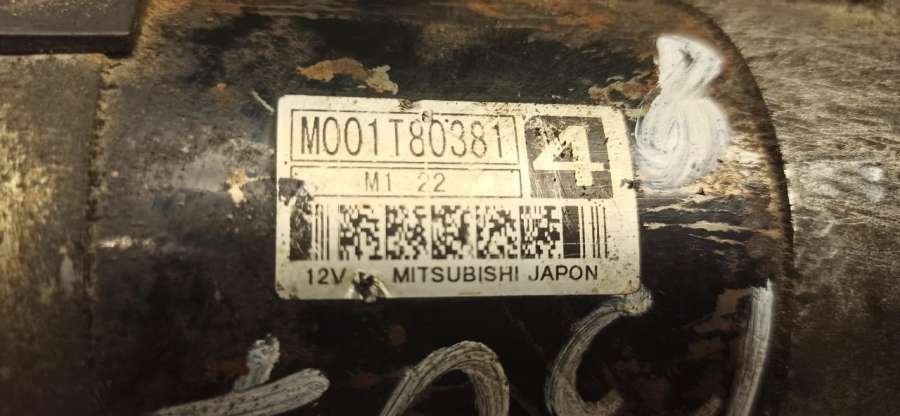 M001T80381
4
M1 22
12V MITSUBISHI JAPON